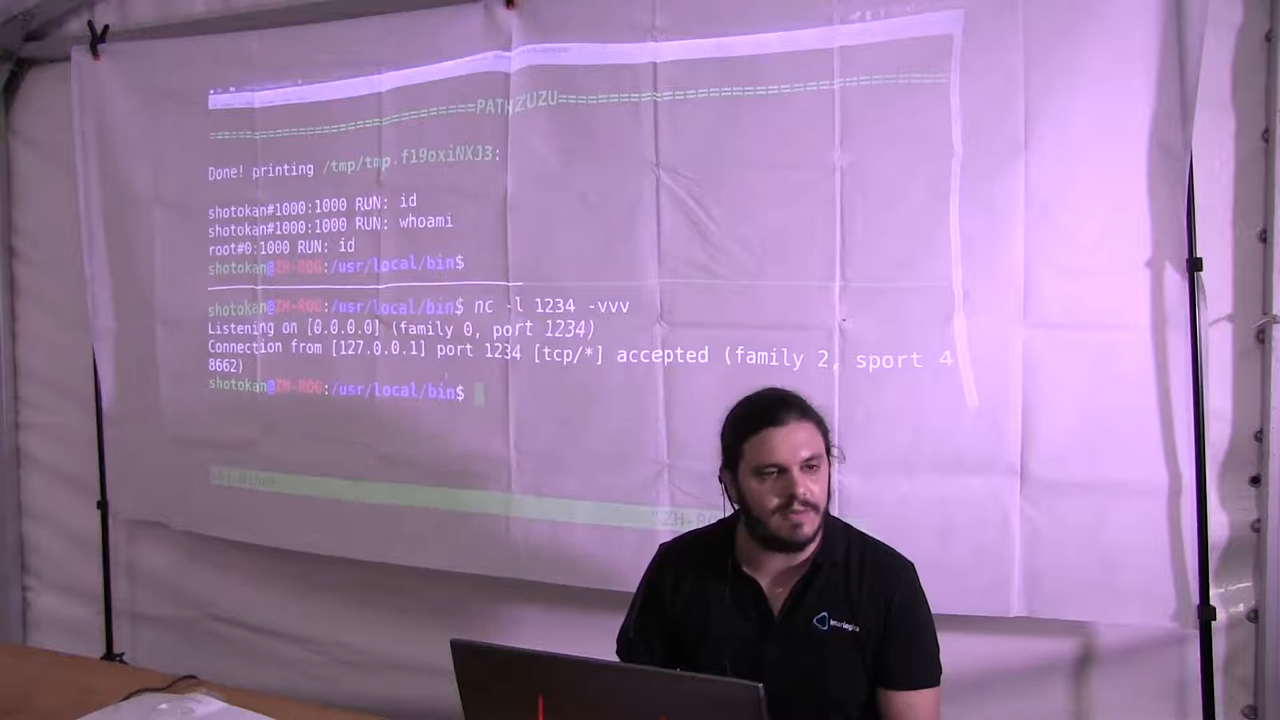 ===PATHZUZU===
Done! printing /tmp/tmp.f19oxiNXJ3:
shotokan#1000:1000 RUN: id
shotokan#1000:1000 RUN: whoami
root#0:1000 RUN: id
shotokan@ZH-ROG:/usr/local/bin$
shotokan@ZH-ROG:/usr/local/bin$ nc -l 1234 -vvv
Listening on [0.0.0.0] (family 0, port 1234)
Connection from [127.0.0.1] port 1234 [tcp/*] accepted (family 2, sport 4
8662)
shotokan@ZH-ROG:/usr/local/bin$
"ZH-RO
interlogica